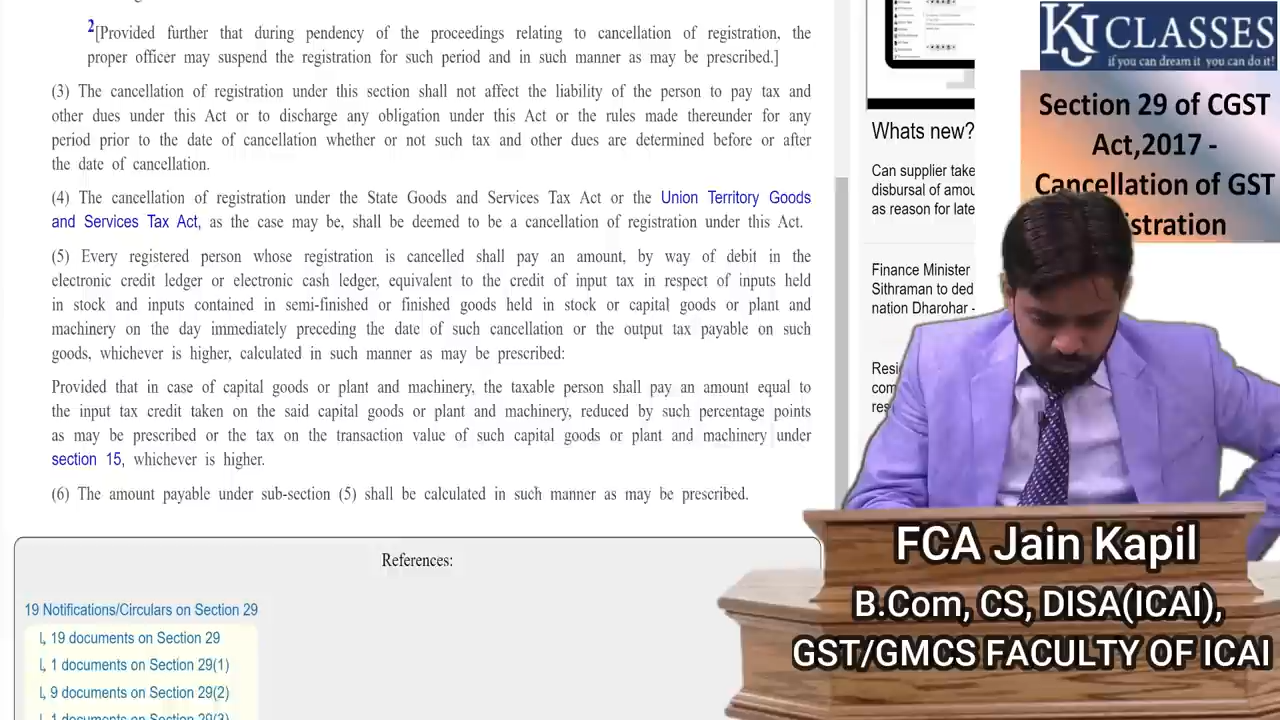 2[Provided that during pendency of the proceedings relating to cancellation of registration, the
proper officer may suspend the registration for such period and in such manner as may be prescribed.]
(3) The cancellation of registration under this section shall not affect the liability of the person to pay tax and
other dues under this Act or to discharge any obligation under this Act or the rules made thereunder for any
period prior to the date of cancellation whether or not such tax and other dues are determined before or after
the date of cancellation.
(4) The cancellation of registration under the State Goods and Services Tax Act or the Union Territory Goods
and Services Tax Act, as the case may be, shall be deemed to be a cancellation of registration under this Act.
(5) Every registered person whose registration is cancelled shall pay an amount, by way of debit in the
electronic credit ledger or electronic cash ledger, equivalent to the credit of input tax in respect of inputs held
in stock and inputs contained in semi-finished or finished goods held in stock or capital goods or plant and
machinery on the day immediately preceding the date of such cancellation or the output tax payable on such
goods, whichever is higher, calculated in such manner as may be prescribed:
Provided that in case of capital goods or plant and machinery, the taxable person shall pay an amount equal to
the input tax credit taken on the said capital goods or plant and machinery, reduced by such percentage points
as may be prescribed or the tax on the transaction value of such capital goods or plant and machinery under
section 15, whichever is higher.
(6) The amount payable under sub-section (5) shall be calculated in such manner as may be prescribed.
References:
19 Notifications/Circulars on Section 29
19 documents on Section 29
1 documents on Section 29(1)
9 documents on Section 29(2)
Whats new?
Can supplier take
disbursal of amou
as reason for late
Finance Minister
Sithraman to ded
nation Dharohar -
Resi
com
res
KJ CLASSES
if you can dream it you can do it!
Section 29 of CGST
Act,2017 -
Cancellation of GST
istration
FCA Jain Kapil
B.Com, CS, DISA(ICAI),
GST/GMCS FACULTY OF ICAI